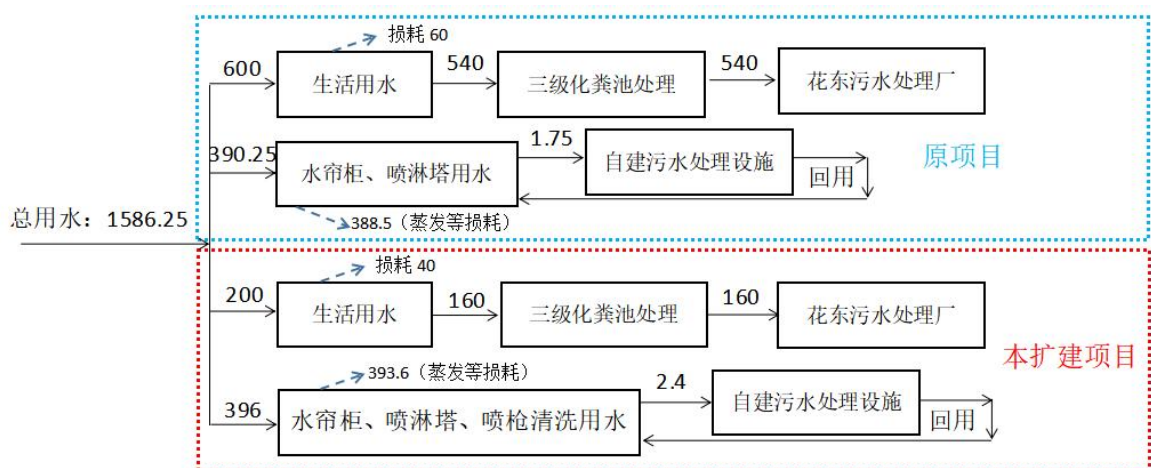 损耗 60
600
生活用水
540
三级化粪池处理
540
花东污水处理厂
390.25
水帘柜、喷淋塔用水
1.75
自建污水处理设施
回用
原项目
388.5（蒸发等损耗）
总用水：1586.25
损耗 40
200
生活用水
160
三级化粪池处理
160
花东污水处理厂
本扩建项目
393.6（蒸发等损耗）
396
水帘柜、喷淋塔、喷枪清洗用水
2.4
自建污水处理设施
回用